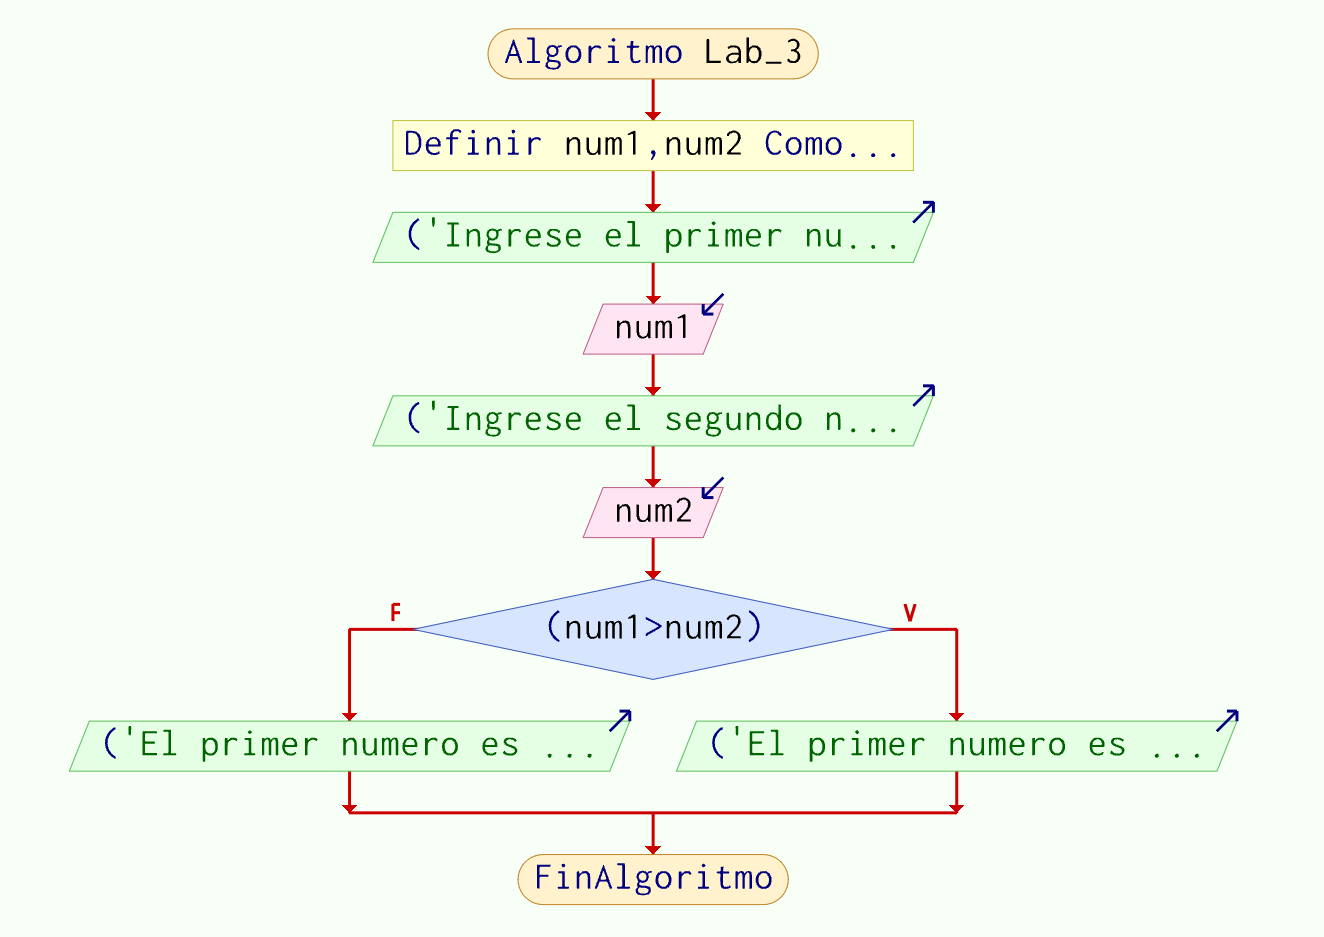 Algoritmo Lab_3
Definir num1,num2 Como...
('Ingrese el primer nu...
num1
('Ingrese el segundo n...
num2
(num1>num2)
F
V
('El primer numero es ...
('El primer numero es ...
FinAlgoritmo